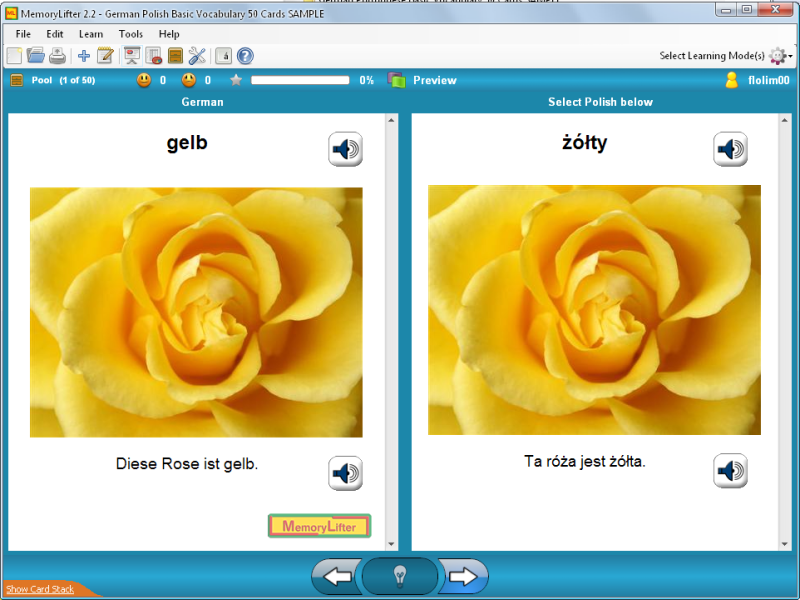 MemoryLifter 2.2 - German Polish Basic Vocabulary 50 Cards SAMPLE
File Edit Learn Tools Help
Select Learning Mode(s)
Pool (1 of 50) 0 0 0% Preview flolim00
German
Select Polish below
gelb
Diese Rose ist gelb.
MemoryLifter
żółty
Ta róża jest żółta.
Show Card Stack